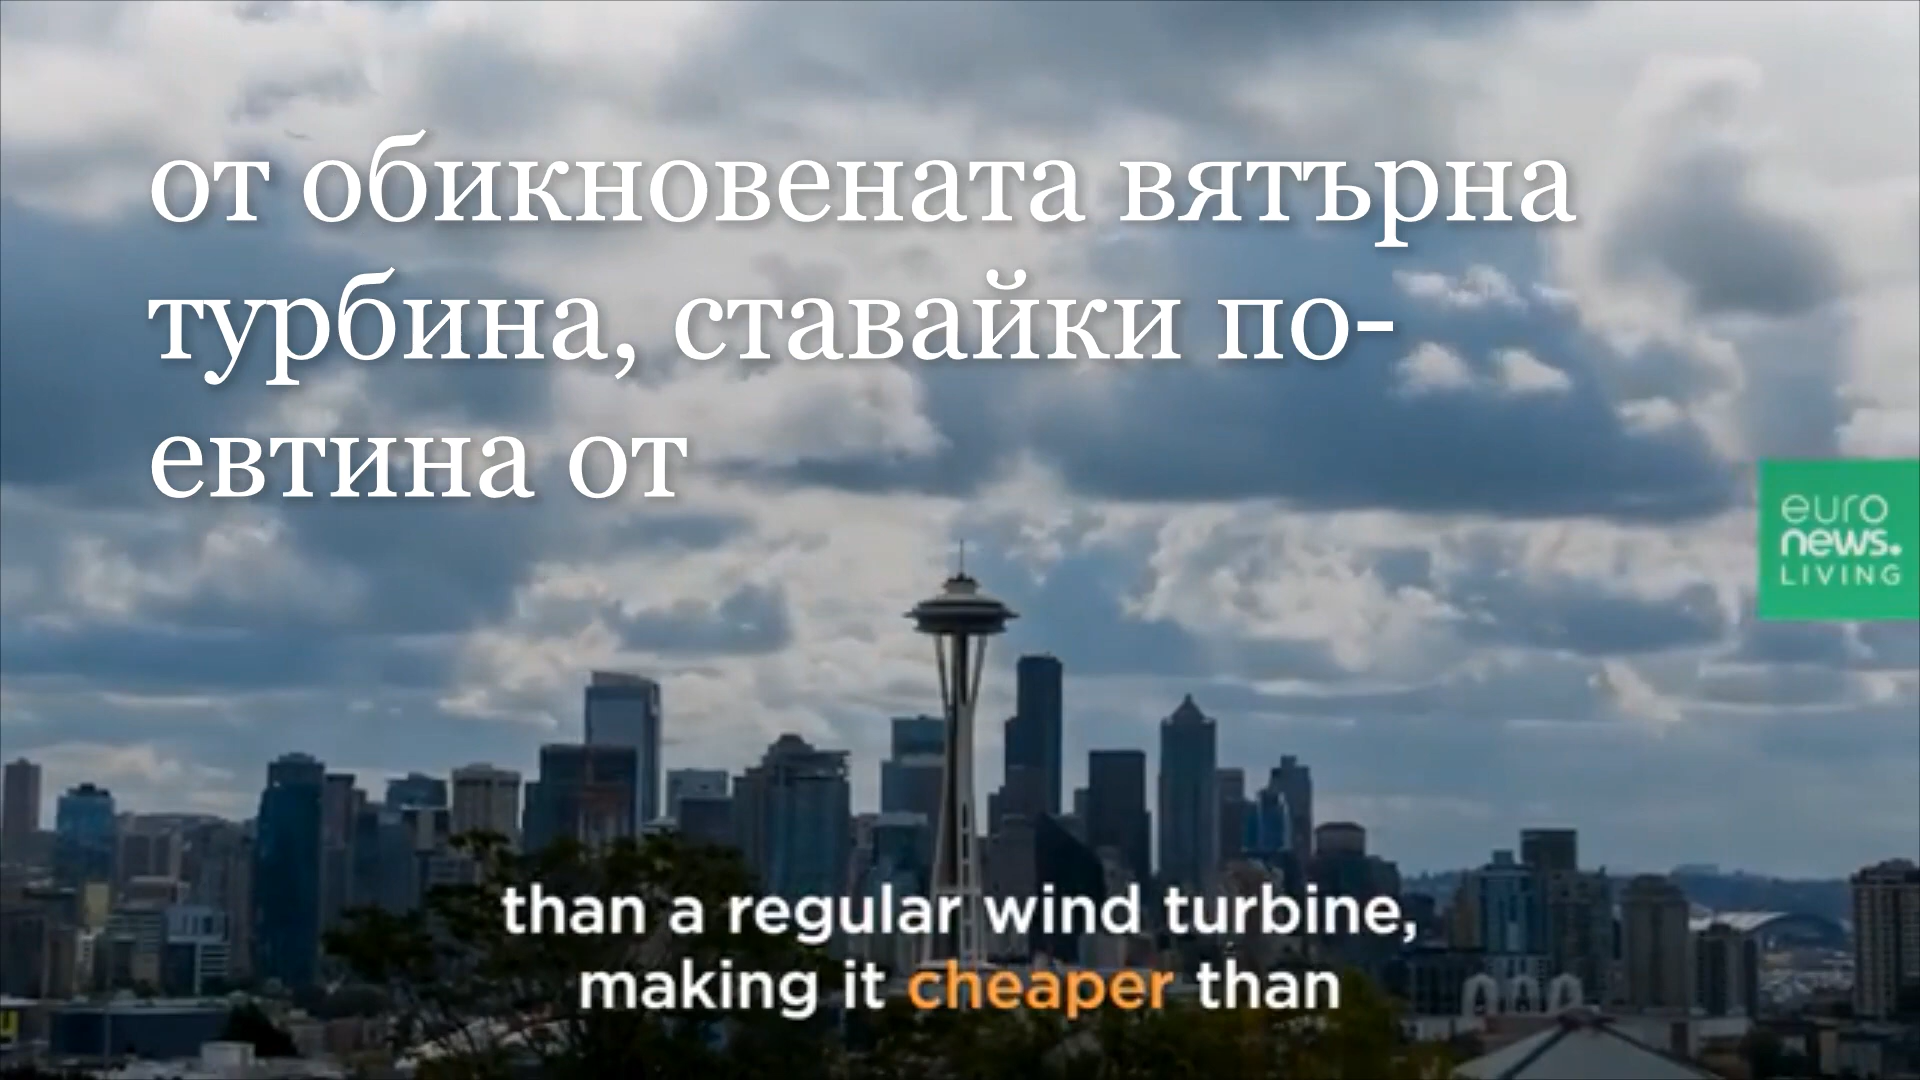 от обикновената вятърна
турбина, ставайки по-
евтина от
euro
news.
LIVING
than a regular wind turbine,
making it cheaper than